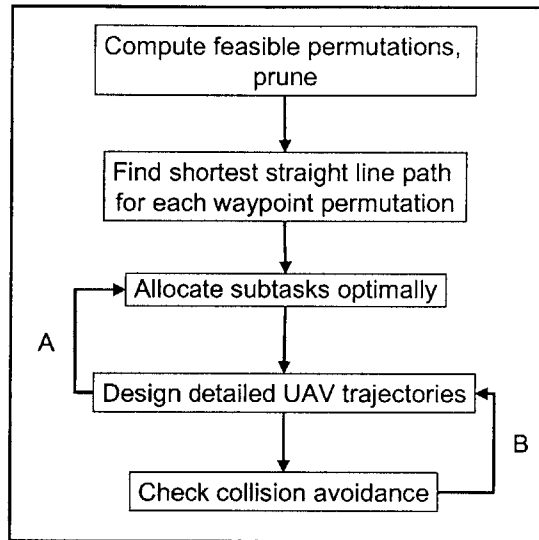 Compute feasible permutations,
prune
Find shortest straight line path
for each waypoint permutation
Allocate subtasks optimally
A
Design detailed UAV trajectories
B
Check collision avoidance